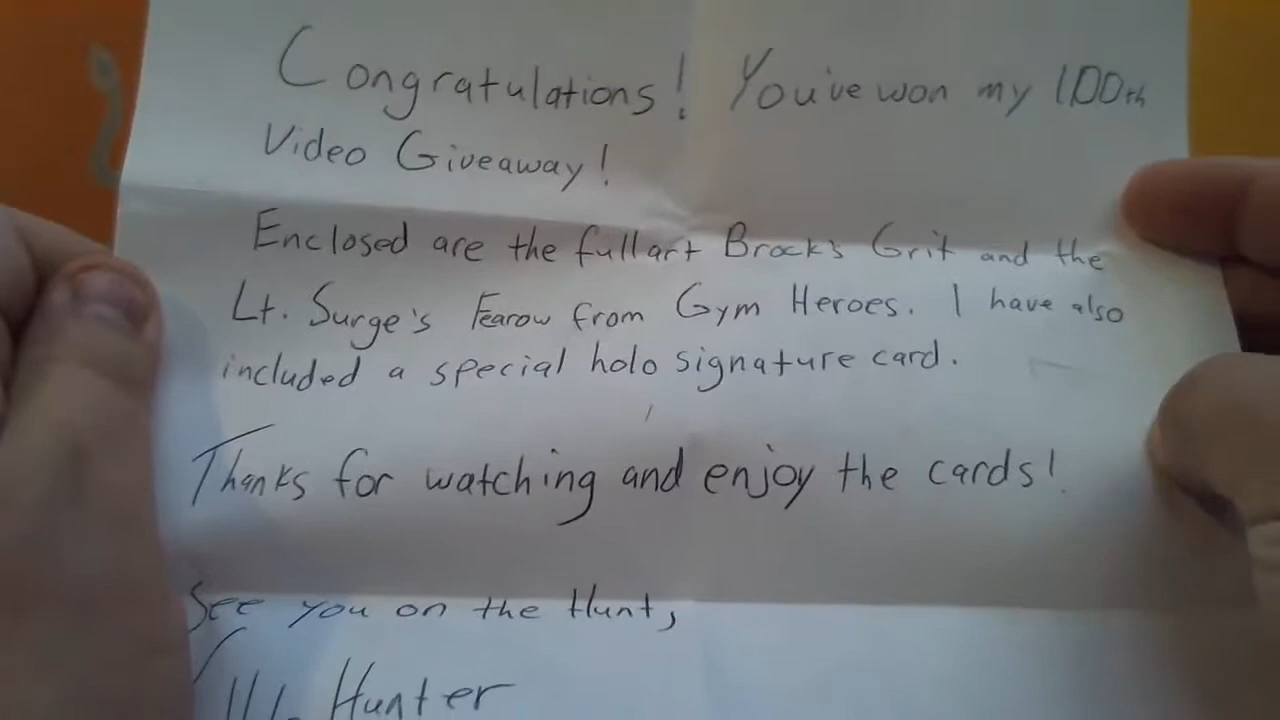 Congratulations! You've won my 100th
Video Giveaway!
Enclosed are the full art Brock's Grit and the
Lt. Surge's Fearow from Gym Heroes. I have also
included a special holo signature card.
Thanks for watching and enjoy the cards!
See you on the Hunt,
Hunter